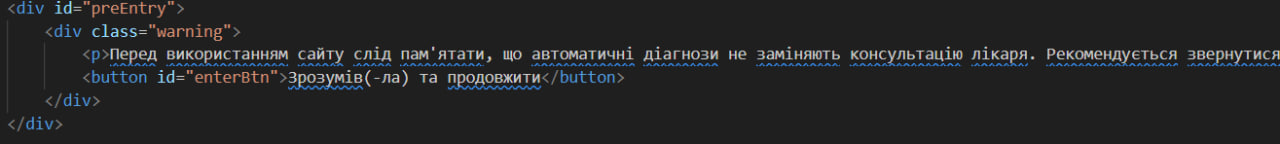 <div id="preEntry">
<div class="warning">
<p>Перед використанням сайту слід пам'ятати, що автоматичні діагнози не заміняють консультацію лікаря. Рекомендується звернутися
<button id="enterBtn">Зрозумів(-ла) та продовжити</button>
</div>
</div>